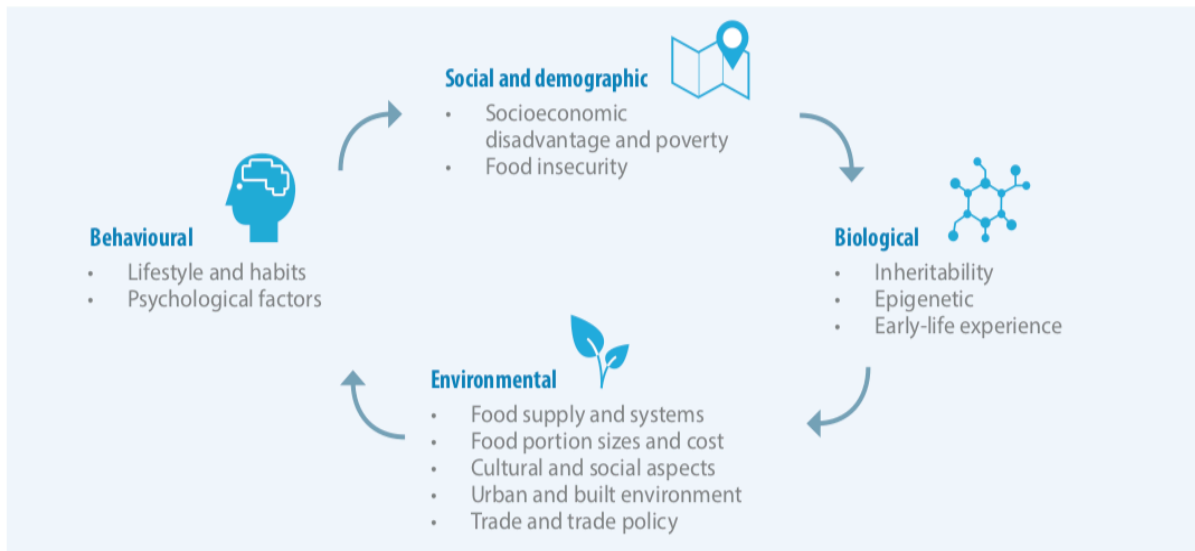 Social and demographic
• Socioeconomic
disadvantage and poverty
• Food insecurity
Biological
• Inheritability
• Epigenetic
• Early-life experience
Environmental
• Food supply and systems
• Food portion sizes and cost
• Cultural and social aspects
• Urban and built environment
• Trade and trade policy
Behavioural
• Lifestyle and habits
• Psychological factors